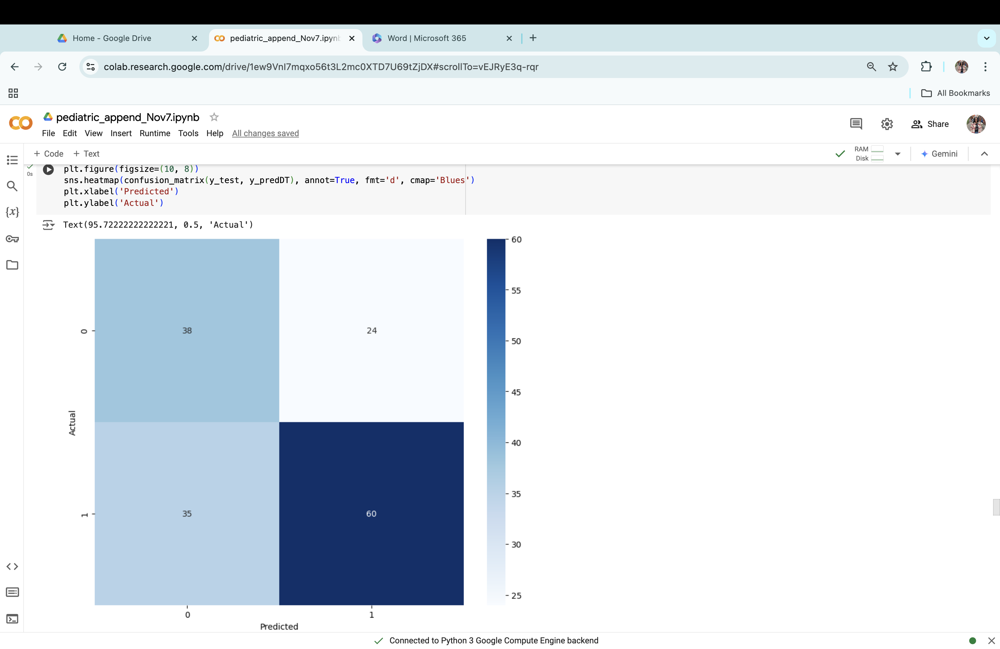 Home - Google Drive
pediatric_append_Nov7.ipynb
Word | Microsoft 365
colab.research.google.com/drive/1ew9VnI7mqxo56t3L2mc0XTD7U69tZjDX#scrollTo=vEJRyE3q-rqr
All Bookmarks
pediatric_append_Nov7.ipynb
File Edit View Insert Runtime Tools Help All changes saved
Share
+ Code + Text
RAM
Disk
Gemini
0s
plt.figure(figsize=(10, 8))
sns.heatmap(confusion_matrix(y_test, y_predDT), annot=True, fmt='d', cmap='Blues')
plt.xlabel('Predicted')
plt.ylabel('Actual')
{x}
Text(95.72222222222221, 0.5, 'Actual')
60
55
50
45
40
35
30
25
0
38
24
Actual
1
35
60
0
1
Predicted
Connected to Python 3 Google Compute Engine backend